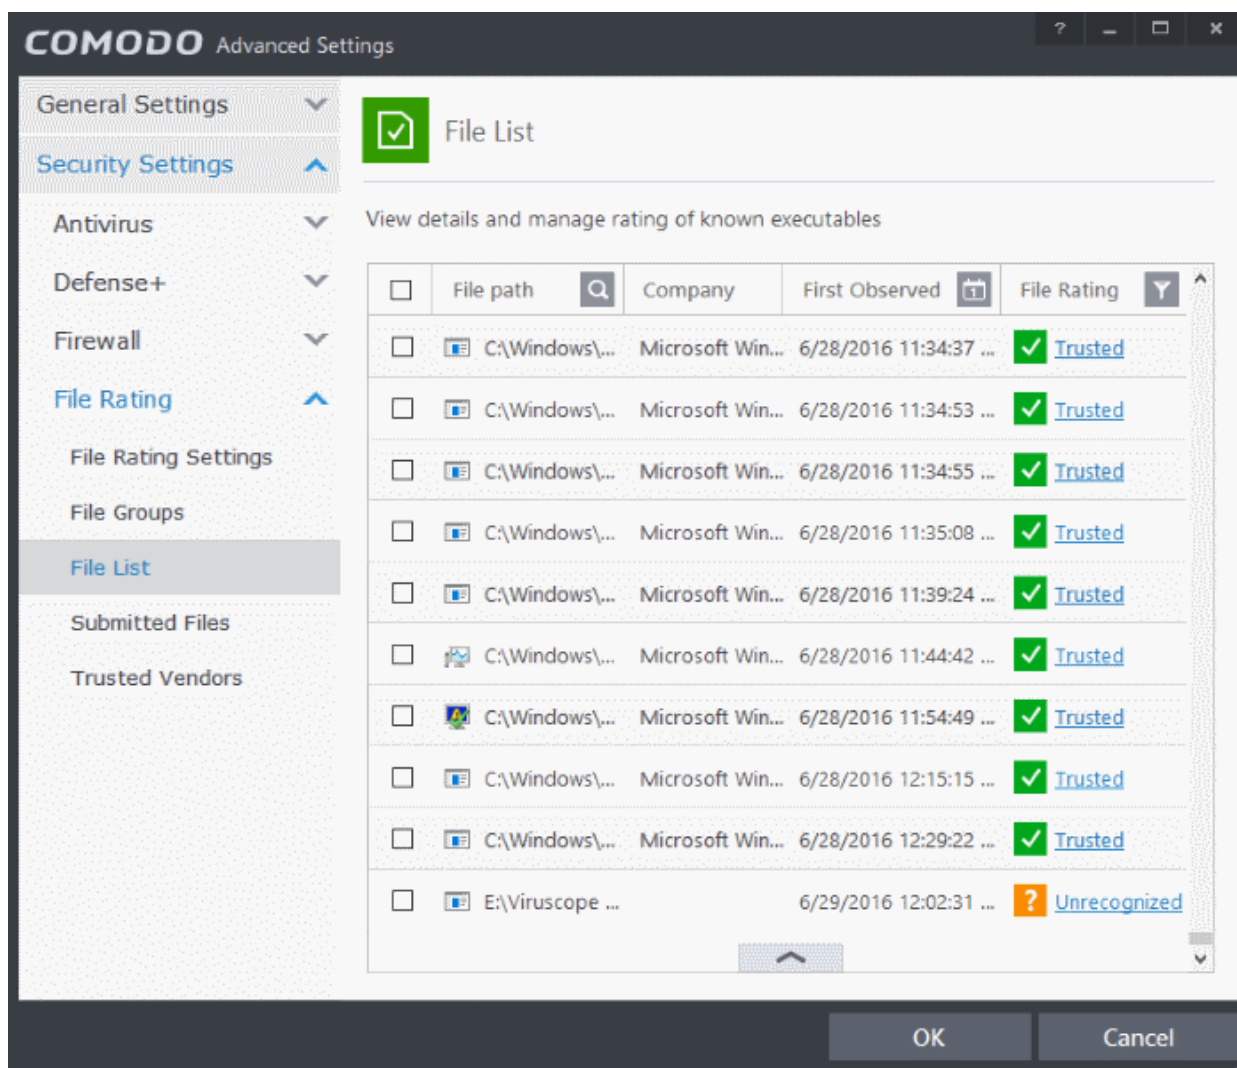 COMODO Advanced Settings ?
General Settings
Security Settings
Antivirus
Defense+
Firewall
File Rating
File Rating Settings
File Groups
File List
Submitted Files
Trusted Vendors
File List
View details and manage rating of known executables
File path Company First Observed 1 File Rating
C:\Windows\... Microsoft Win... 6/28/2016 11:34:37 ... Trusted
C:\Windows\... Microsoft Win... 6/28/2016 11:34:53 ... Trusted
C:\Windows\... Microsoft Win... 6/28/2016 11:34:55 ... Trusted
C:\Windows\... Microsoft Win... 6/28/2016 11:35:08 ... Trusted
C:\Windows\... Microsoft Win... 6/28/2016 11:39:24 ... Trusted
C:\Windows\... Microsoft Win... 6/28/2016 11:44:42 ... Trusted
C:\Windows\... Microsoft Win... 6/28/2016 11:54:49 ... Trusted
C:\Windows\... Microsoft Win... 6/28/2016 12:15:15 ... Trusted
C:\Windows\... Microsoft Win... 6/28/2016 12:29:22 ... Trusted
E:\Viruscope ... 6/29/2016 12:02:31 ... ? Unrecognized
OK Cancel